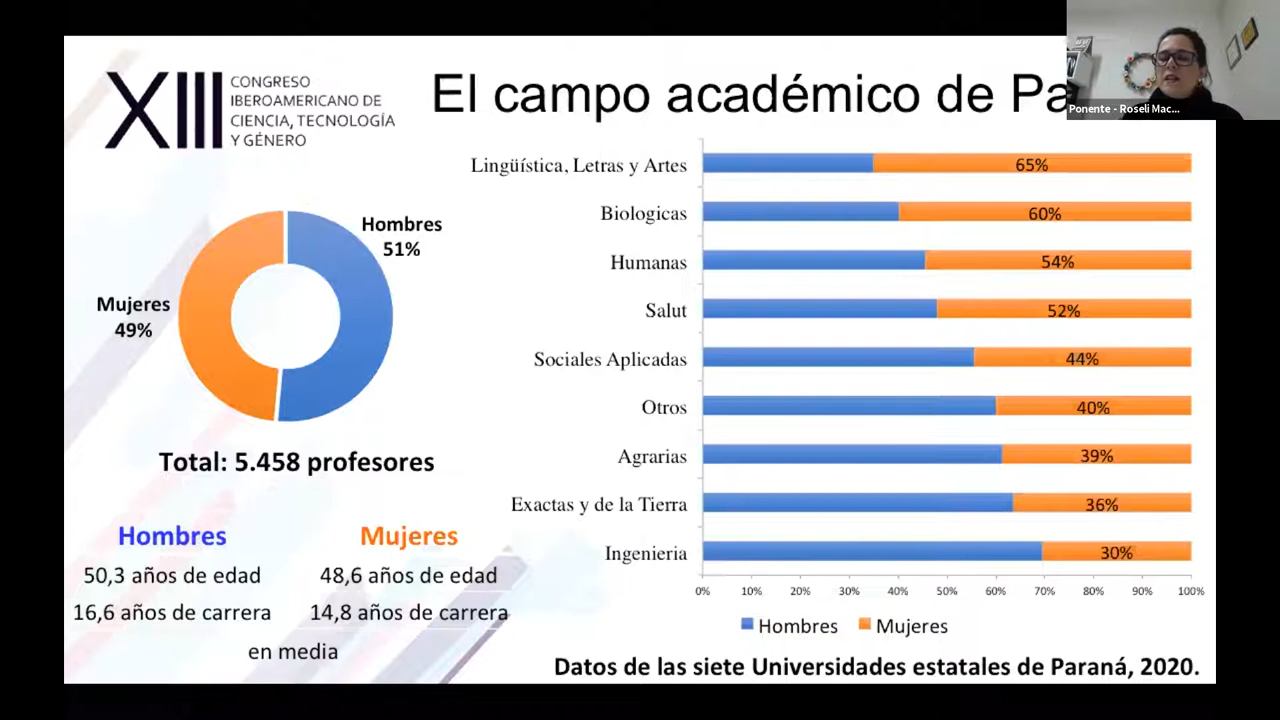 XIII CONGRESO
IBEROAMERICANO DE
CIENCIA, TECNOLOGÍA
Y GÉNERO
El campo académico de
Ponente - Roseli Mac...
Hombres
51%
Mujeres
49%
Total: 5.458 profesores
Hombres Mujeres
50,3 años de edad 48,6 años de edad
16,6 años de carrera 14,8 años de carrera
en media
Lingüística, Letras y Artes 65%
Biologicas 60%
Humanas 54%
Salut 52%
Sociales Aplicadas 44%
Otros 40%
Agrarias 39%
Exactas y de la Tierra 36%
Ingenieria 30%
0% 10% 20% 30% 40% 50% 60% 70% 80% 90% 100%
Hombres Mujeres
Datos de las siete Universidades estatales de Paraná, 2020.